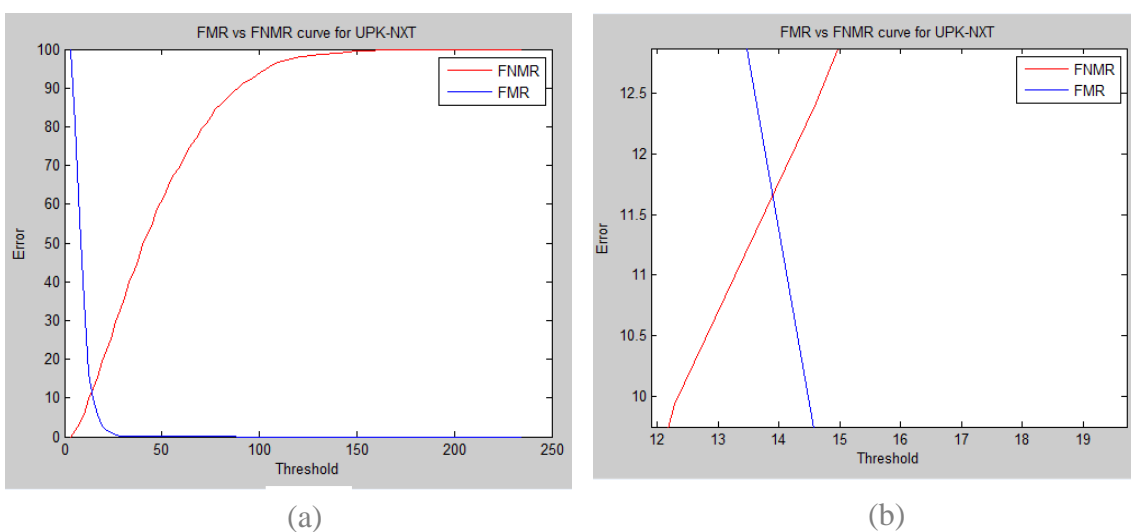 FMR vs FNMR curve for UPK-NXT
100
90
80
70
60
50
40
30
20
10
0
Error
0 50 100 150 200 250
Threshold
FNMR
FMR
(a)
FMR vs FNMR curve for UPK-NXT
12.5
12
11.5
11
10.5
10
Error
12 13 14 15 16 17 18 19
Threshold
FNMR
FMR
(b)